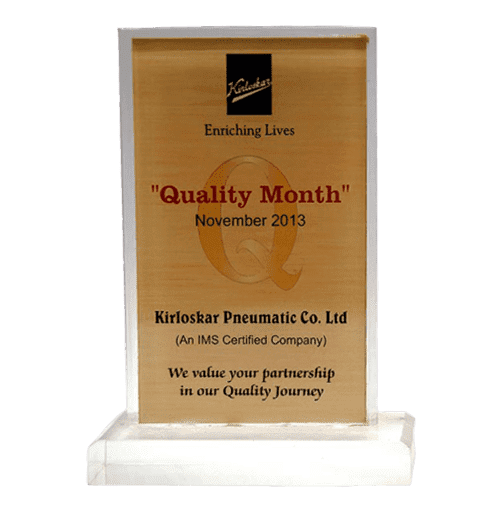 Kirloskar
Enriching Lives
Q
"Quality Month"
November 2013
Kirloskar Pneumatic Co. Ltd
(An IMS Certified Company)
We value your partnership
in our Quality Journey